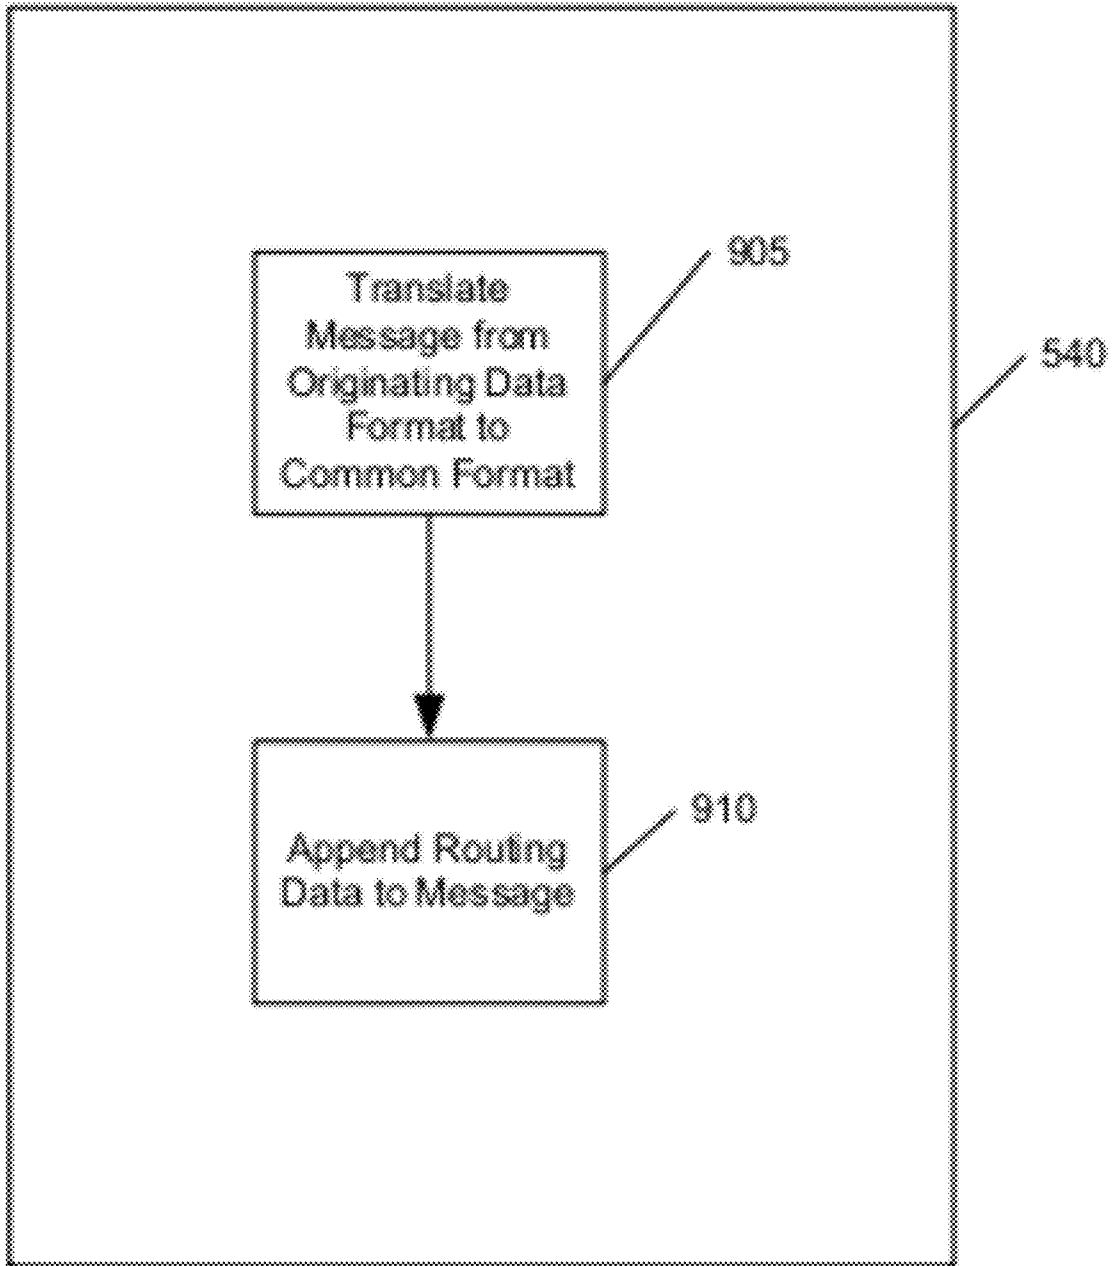 905
Translate
Message from
Originating Data
Format to
Common Format
540
910
Append Routing
Data to Message